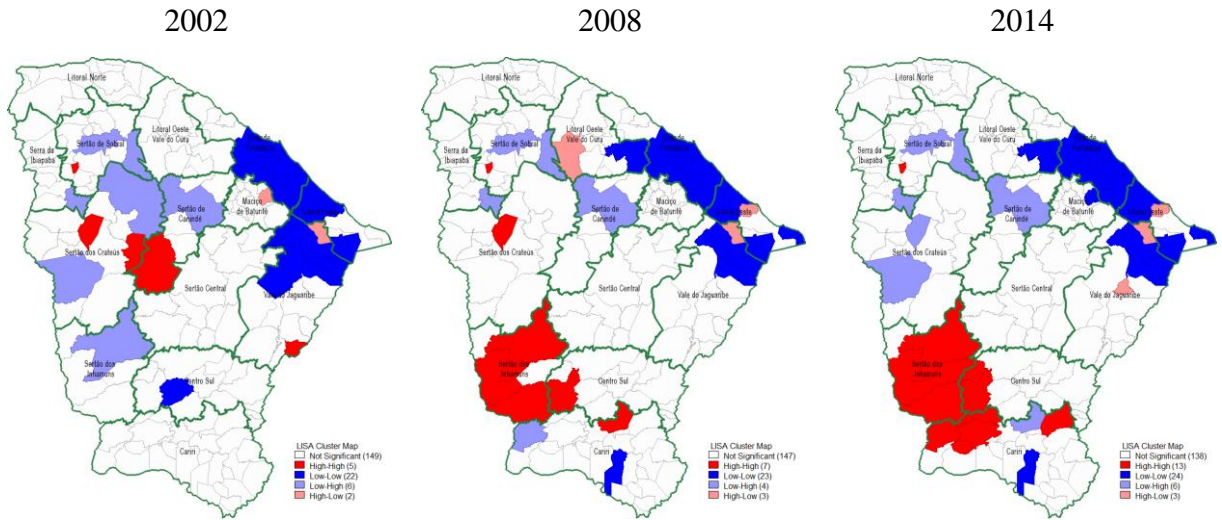 2002
2008
2014
Litoral Norte
Litoral Oeste
Vale do Curu
Sertão de Sobral
Serra da
Ibiapaba
Maciço
de Baturité
Sertão de
Canindé
Sertão dos Crateús
Sertão Central
Vale do Jaguaribe
Sertão dos
Inhamuns
Centro Sul
Cariri
LISA Cluster Map
Not Significant (149)
High-High (5)
Low-Low (22)
Low-High (6)
High-Low (2)
Litoral Norte
Litoral Oeste
Vale do Curu
Sertão de Sobral
Serra da
Ibiapaba
Maciço
de Baturité
Sertão de
Canindé
Sertão dos Crateús
Sertão Central
Vale do Jaguaribe
Sertão dos
Inhamuns
Centro Sul
Cariri
LISA Cluster Map
Not Significant (147)
High-High (7)
Low-Low (23)
Low-High (4)
High-Low (3)
Litoral Norte
Litoral Oeste
Vale do Curu
Sertão de Sobral
Serra da
Ibiapaba
Maciço
de Baturité
Sertão de
Canindé
Sertão dos Crateús
Sertão Central
Vale do Jaguaribe
Sertão dos
Inhamuns
Centro Sul
Cariri
LISA Cluster Map
Not Significant (138)
High-High (13)
Low-Low (24)
Low-High (6)
High-Low (3)